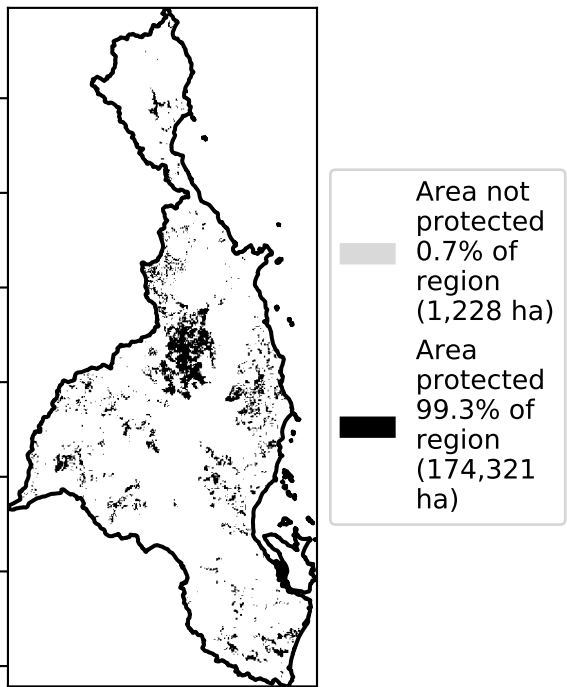 Area not
protected
0.7% of
region
(1,228 ha)
Area
protected
99.3% of
region
(174,321
ha)